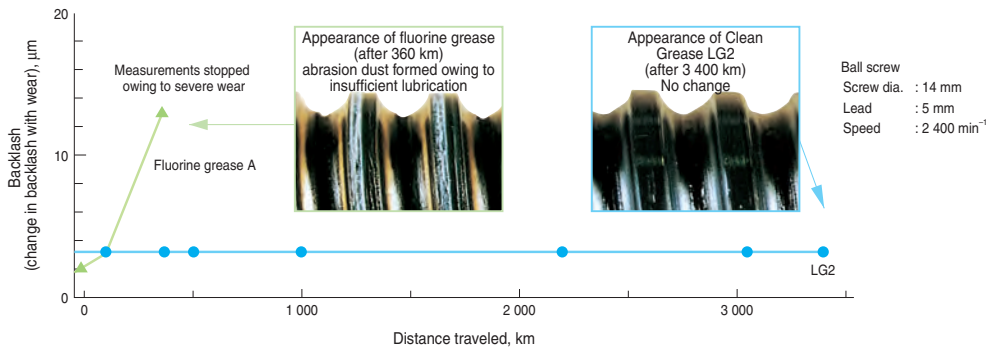 20
10
0
Backlash
(change in backlash with wear), μm
Measurements stopped
owing to severe wear
Fluorine grease A
Appearance of fluorine grease
(after 360 km)
abrasion dust formed owing to
insufficient lubrication
Appearance of Clean
Grease LG2
(after 3 400 km)
No change
Ball screw
Screw dia. : 14 mm
Lead : 5 mm
Speed : 2 400 min⁻¹
LG2
0 1 000 2 000 3 000
Distance traveled, km